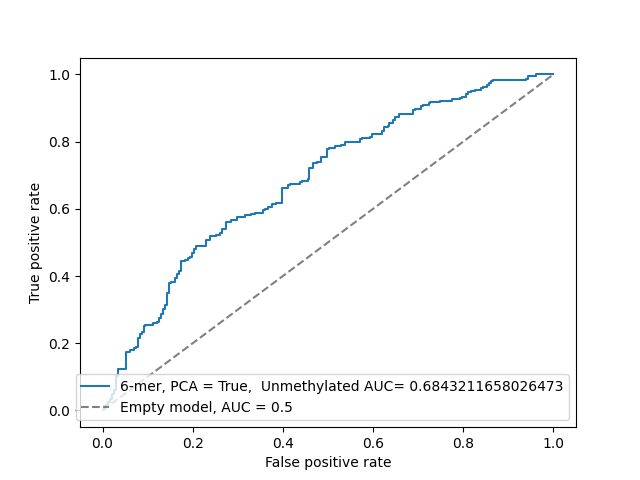 1.0
0.8
0.6
0.4
0.2
0.0
True positive rate
6-mer, PCA = True,  Unmethylated AUC= 0.6843211658026473
Empty model, AUC = 0.5
0.0 0.2 0.4 0.6 0.8 1.0
False positive rate